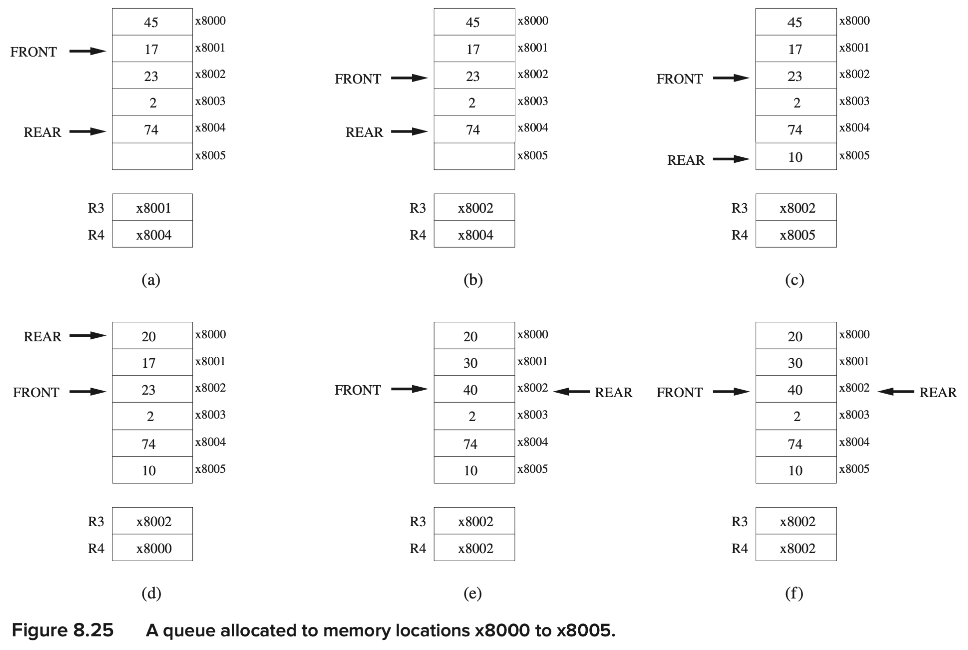 45 x8000
FRONT 17 x8001
23 x8002
2 x8003
REAR 74 x8004
x8005
R3 x8001
R4 x8004
(a)
45 x8000
17 x8001
FRONT 23 x8002
2 x8003
REAR 74 x8004
x8005
R3 x8002
R4 x8004
(b)
45 x8000
17 x8001
FRONT 23 x8002
2 x8003
74 x8004
REAR 10 x8005
R3 x8002
R4 x8005
(c)
REAR 20 x8000
17 x8001
FRONT 23 x8002
2 x8003
74 x8004
10 x8005
R3 x8002
R4 x8000
(d)
20 x8000
30 x8001
FRONT 40 x8002 REAR
2 x8003
74 x8004
10 x8005
R3 x8002
R4 x8002
(e)
20 x8000
30 x8001
FRONT 40 x8002 REAR
2 x8003
74 x8004
10 x8005
R3 x8002
R4 x8002
(f)
Figure 8.25 A queue allocated to memory locations x8000 to x8005.